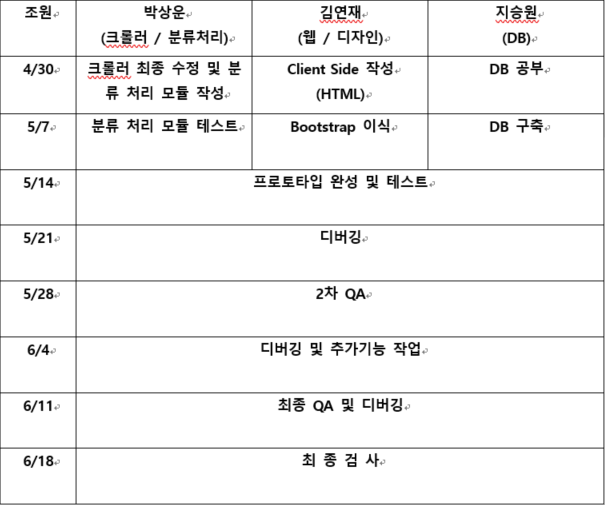 조원 박상운 김연재 지승원
(크롤러 / 분류처리) (웹 / 디자인) (DB)
4/30 크롤러 최종 수정 및 분 Client Side 작성 DB 공부
류 처리 모듈 작성 (HTML)
5/7 분류 처리 모듈 테스트 Bootstrap 이식 DB 구축
5/14 프로토타입 완성 및 테스트
5/21 디버깅
5/28 2차 QA
6/4 디버깅 및 추가기능 작업
6/11 최종 QA 및 디버깅
6/18 최 종 검 사